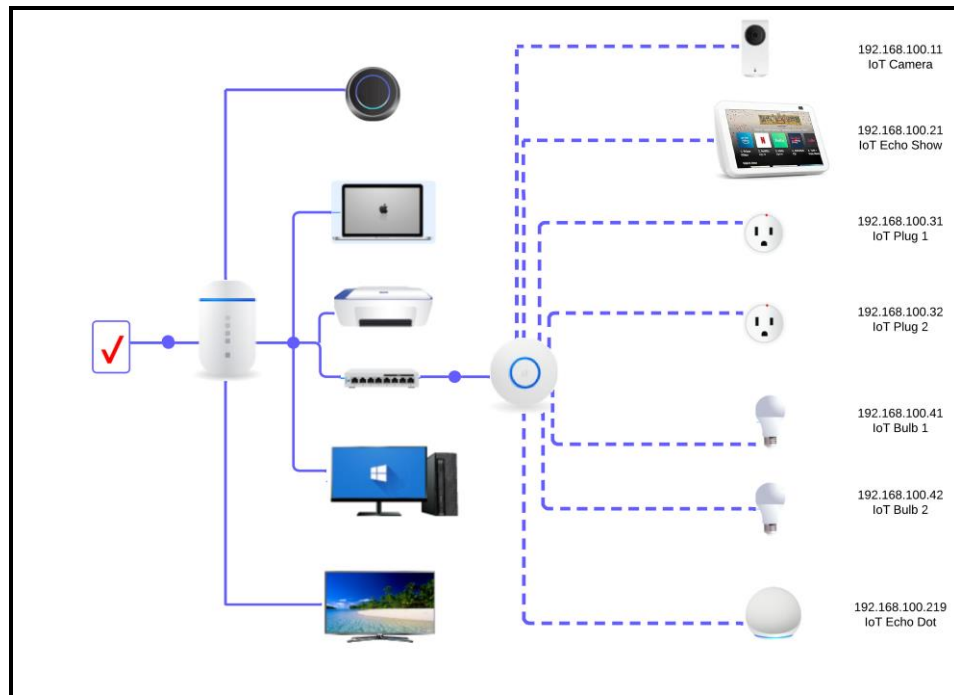 192.168.100.11
IoT Camera
192.168.100.21
IoT Echo Show
192.168.100.31
IoT Plug 1
192.168.100.32
IoT Plug 2
192.168.100.41
IoT Bulb 1
192.168.100.42
IoT Bulb 2
192.168.100.219
IoT Echo Dot